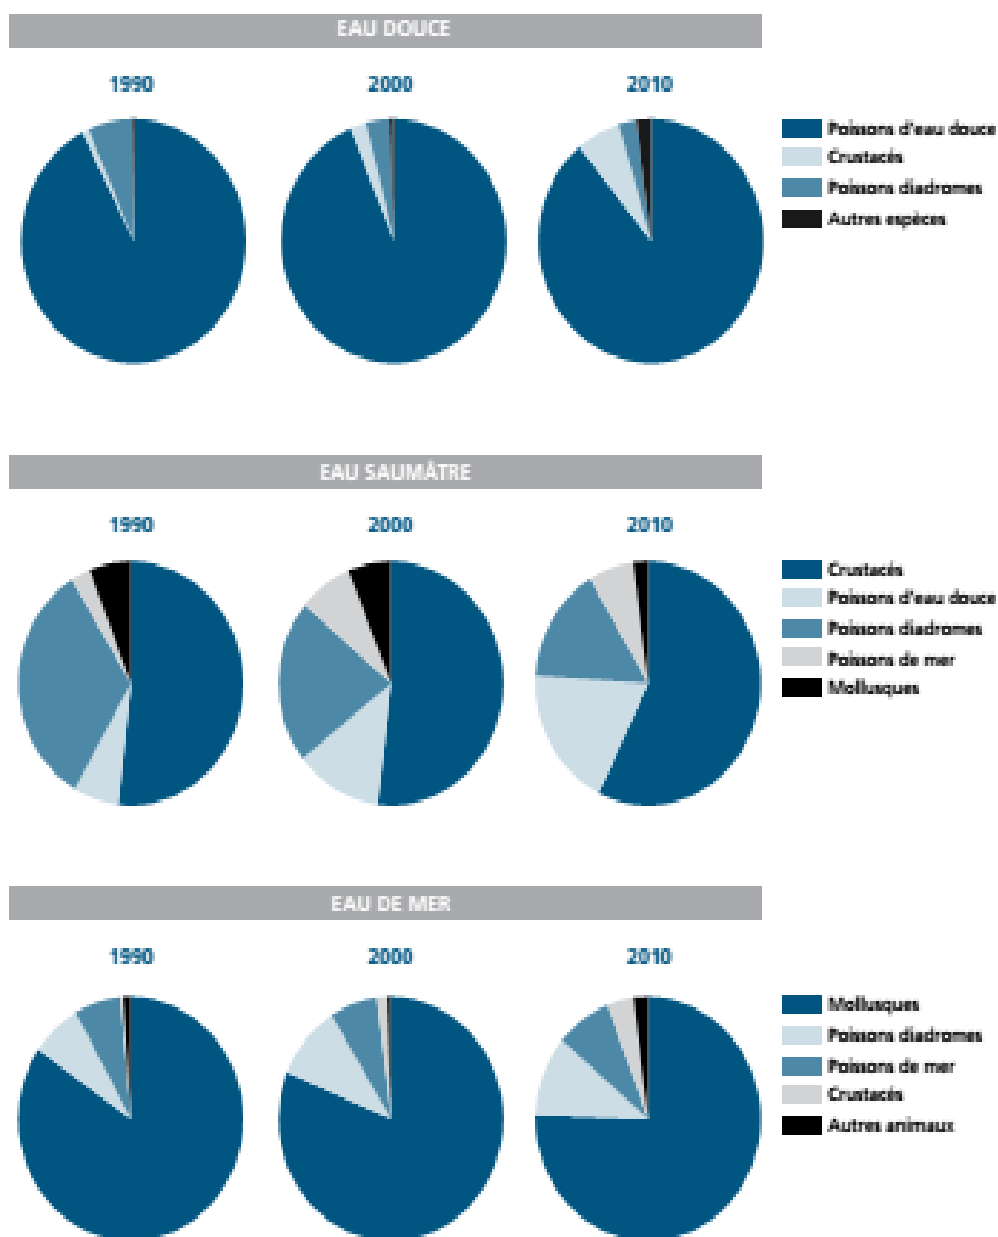 EAU DOUCE
1990
2000
2010
Poissons d'eau douce
Crustacés
Poissons diadromes
Autres espèces
EAU SAUMÂTRE
1990
2000
2010
Crustacés
Poissons d'eau douce
Poissons diadromes
Poissons de mer
Mollusques
EAU DE MER
1990
2000
2010
Mollusques
Poissons diadromes
Poissons de mer
Crustacés
Autres animaux